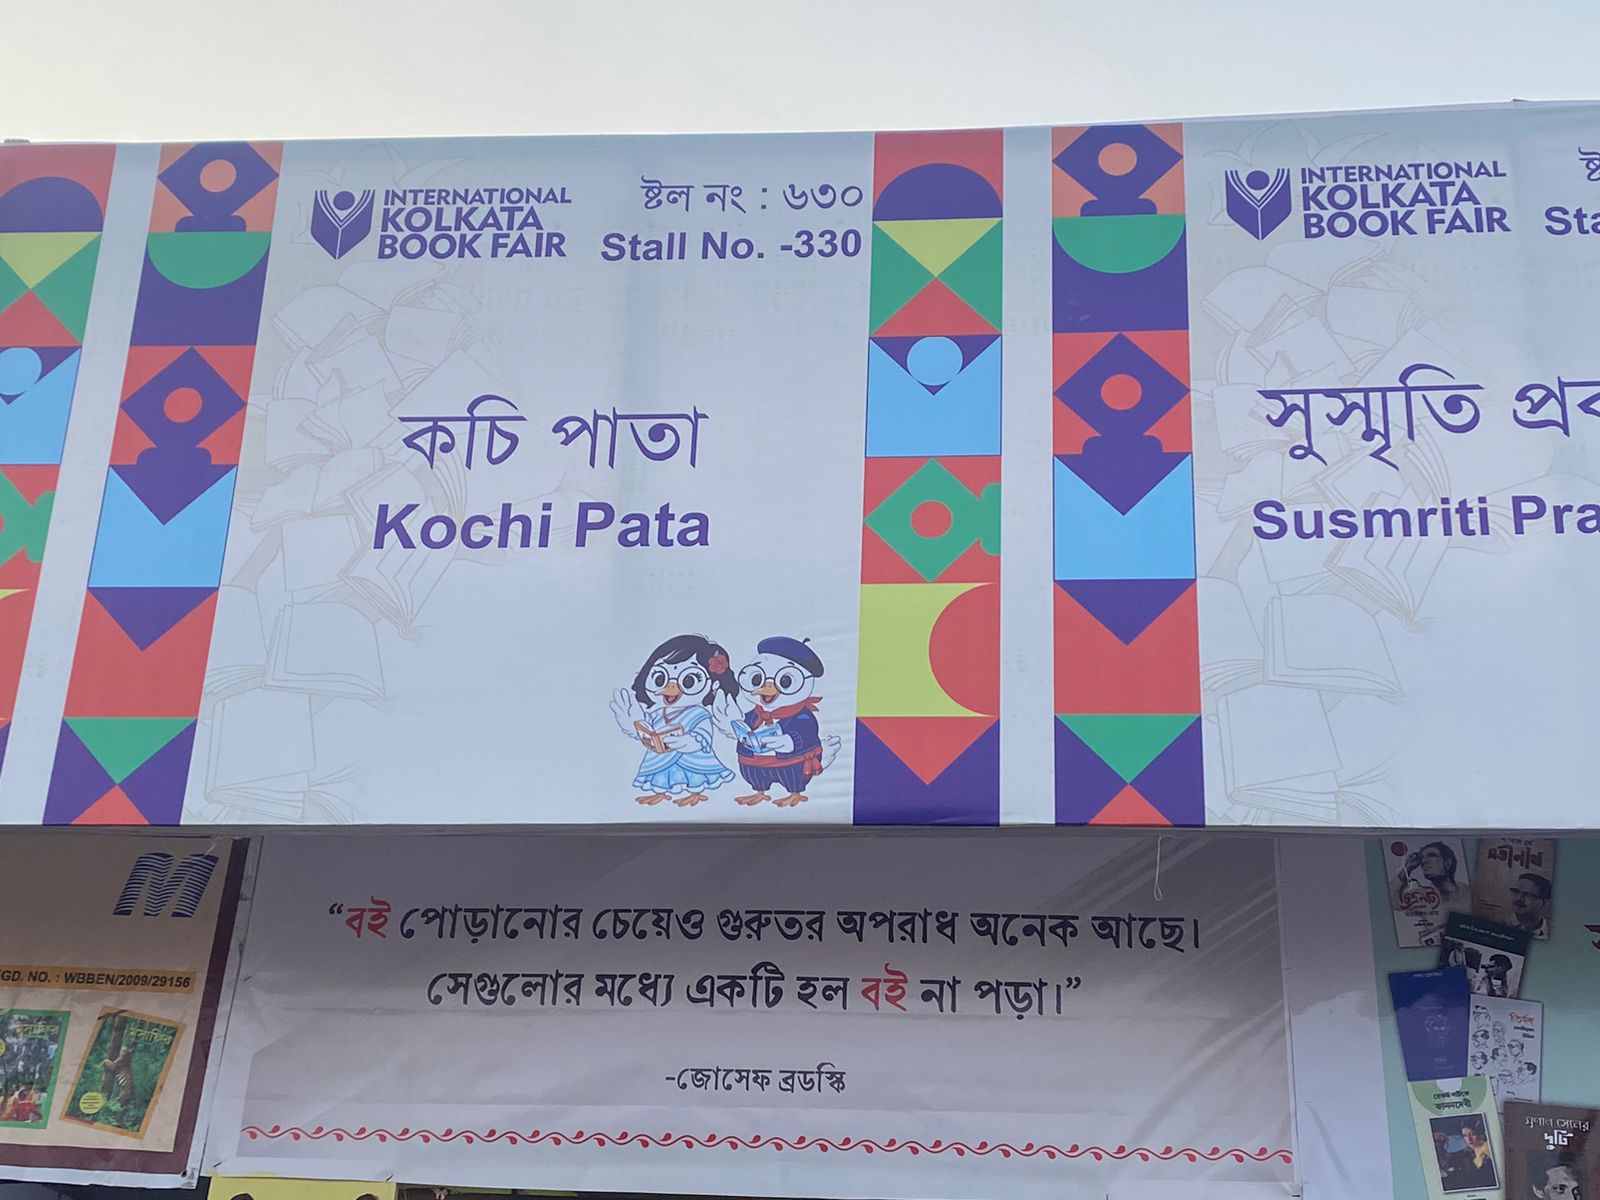 INTERNATIONAL
KOLKATA
BOOK FAIR
ষ্টল নং : ৬৩০
Stall No. -330
কচি পাতা
Kochi Pata
INTERNATIONAL
KOLKATA
BOOK FAIR
সুস্মৃতি
Susmriti
M
GD. NO. : WBBEN/2009/29156
“বই পোড়ানোর চেয়েও গুরুতর অপরাধ অনেক আছে।
সেগুলোর মধ্যে একটি হল বই না পড়া।”
-জোসেফ ব্রডস্কি
কাননদেবী
মৃণাল সেনের
দুটি